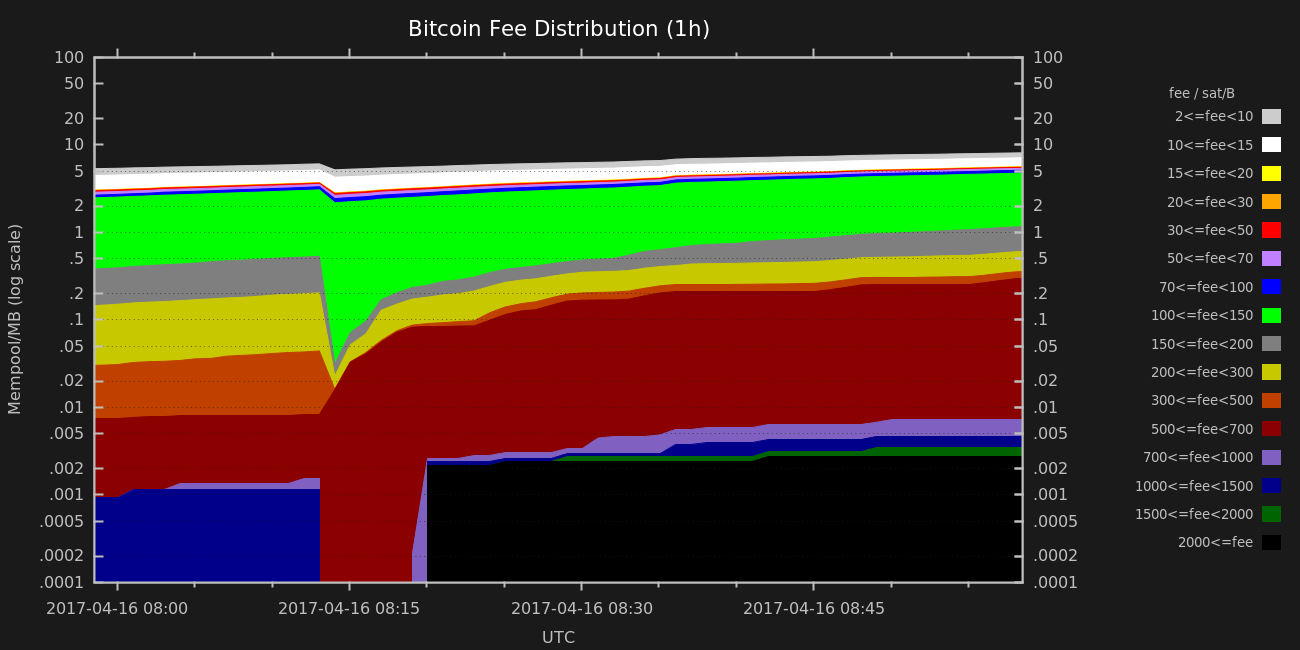 Bitcoin Fee Distribution (1h)
100
50
20
10
5
2
1
.5
.2
.1
.05
.02
.01
.005
.002
.001
.0005
.0002
.0001
Mempool/MB (log scale)
2017-04-16 08:00
2017-04-16 08:15
2017-04-16 08:30
2017-04-16 08:45
UTC
100
50
20
10
5
2
1
.5
.2
.1
.05
.02
.01
.005
.002
.001
.0005
.0002
.0001
fee / sat/B
2<=fee<10
10<=fee<15
15<=fee<20
20<=fee<30
30<=fee<50
50<=fee<70
70<=fee<100
100<=fee<150
150<=fee<200
200<=fee<300
300<=fee<500
500<=fee<700
700<=fee<1000
1000<=fee<1500
1500<=fee<2000
2000<=fee